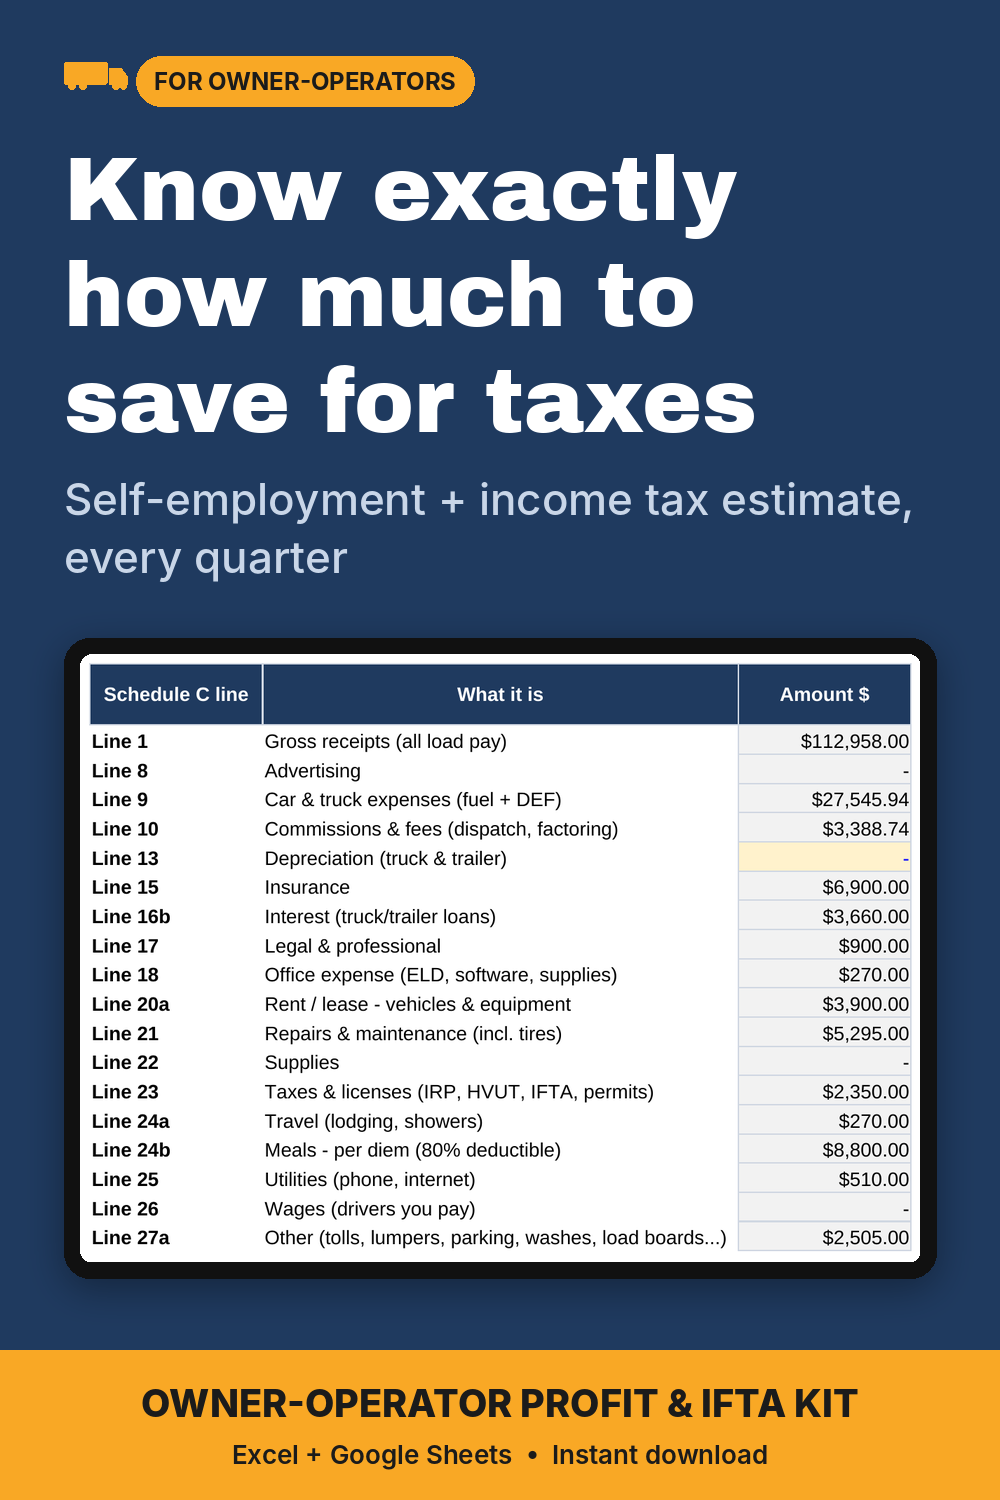 FOR OWNER-OPERATORS
Know exactly
how much to
save for taxes
Self-employment + income tax estimate,
every quarter
Schedule C line What it is Amount $
Line 1 Gross receipts (all load pay) $112,958.00
Line 8 Advertising -
Line 9 Car & truck expenses (fuel + DEF) $27,545.94
Line 10 Commissions & fees (dispatch, factoring) $3,388.74
Line 13 Depreciation (truck & trailer) -
Line 15 Insurance $6,900.00
Line 16b Interest (truck/trailer loans) $3,660.00
Line 17 Legal & professional $900.00
Line 18 Office expense (ELD, software, supplies) $270.00
Line 20a Rent / lease - vehicles & equipment $3,900.00
Line 21 Repairs & maintenance (incl. tires) $5,295.00
Line 22 Supplies -
Line 23 Taxes & licenses (IRP, HVUT, IFTA, permits) $2,350.00
Line 24a Travel (lodging, showers) $270.00
Line 24b Meals - per diem (80% deductible) $8,800.00
Line 25 Utilities (phone, internet) $510.00
Line 26 Wages (drivers you pay) -
Line 27a Other (tolls, lumpers, parking, washes, load boards...) $2,505.00
OWNER-OPERATOR PROFIT & IFTA KIT
Excel + Google Sheets • Instant download